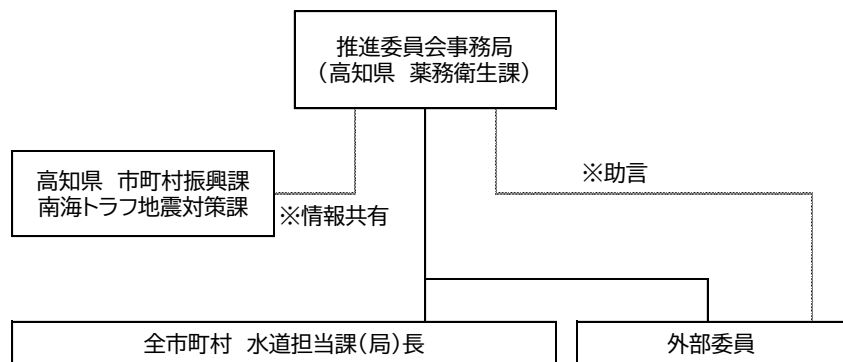 推進委員会事務局
(高知県　薬務衛生課)
高知県　市町村振興課
南海トラフ地震対策課
※情報共有
※助言
全市町村　水道担当課(局)長
外部委員